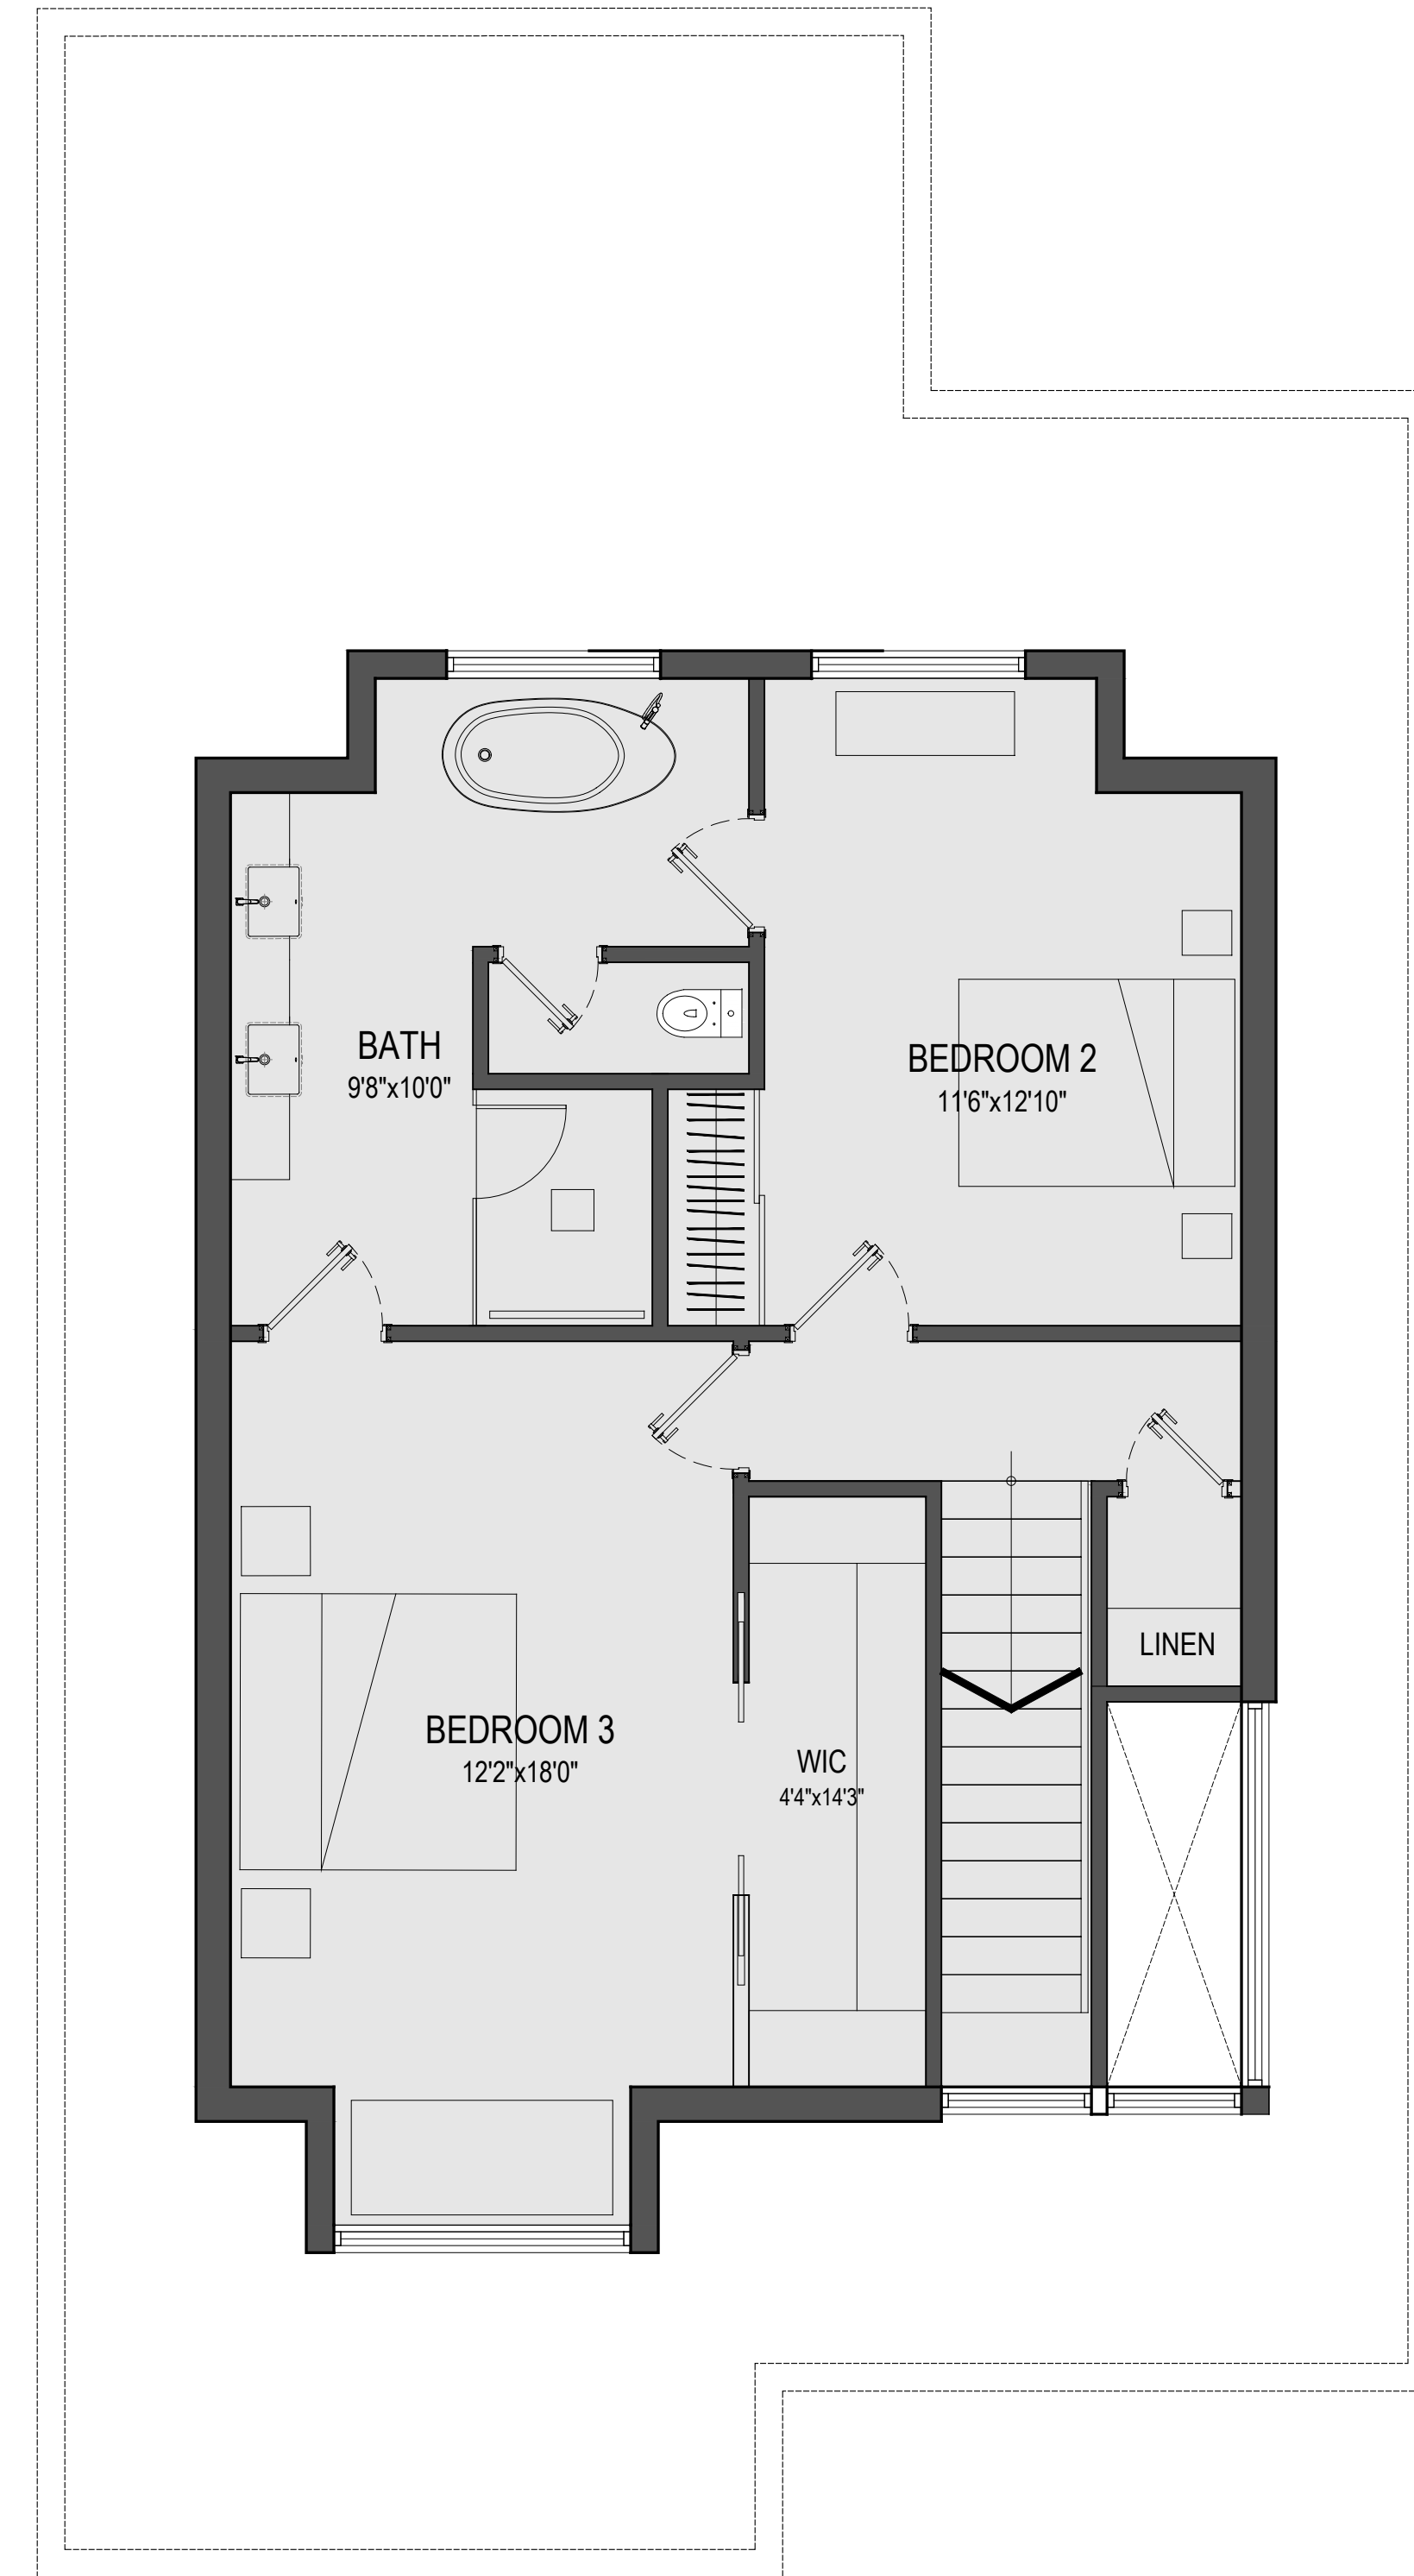 BATH
9'8"x10'0"
BEDROOM 2
11'6"x12'10"
LINEN
BEDROOM 3
12'2"x18'0"
WIC
4'4"x14'3"